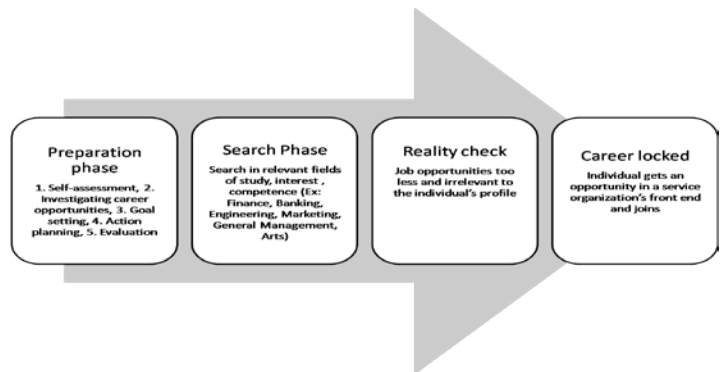 Preparation
phase
1. Self-assessment, 2.
Investigating career
opportunities, 3. Goal
setting, 4. Action
planning, 5. Evaluation
Search Phase
Search in relevant fields
of study, interest ,
competence (Ex:
Finance, Banking,
Engineering, Marketing,
General Management,
Arts)
Reality check
Job opportunities too
less and irrelevant to
the individual's profile
Career locked
Individual gets an
opportunity in a service
organization's front end
and joins